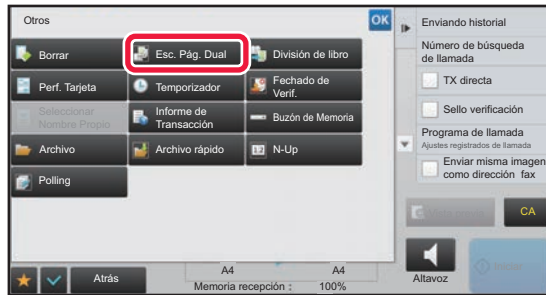 Otros
OK
Borrar
Esc. Pág. Dual
División de libro
Perf. Tarjeta
Temporizador
Fechado de
Verif.
Seleccionar
Nombre Propio
Informe de
Transacción
Buzón de Memoria
Archivo
Archivo rápido
N-Up
Polling
Atrás
A4
A4
Memoria recepción :
100%
Enviando historial
Número de búsqueda
de llamada
TX directa
Sello verificación
Programa de llamada
Ajustes registrados de llamada
Enviar misma imagen
como dirección fax
CA
Altavoz
Iniciar